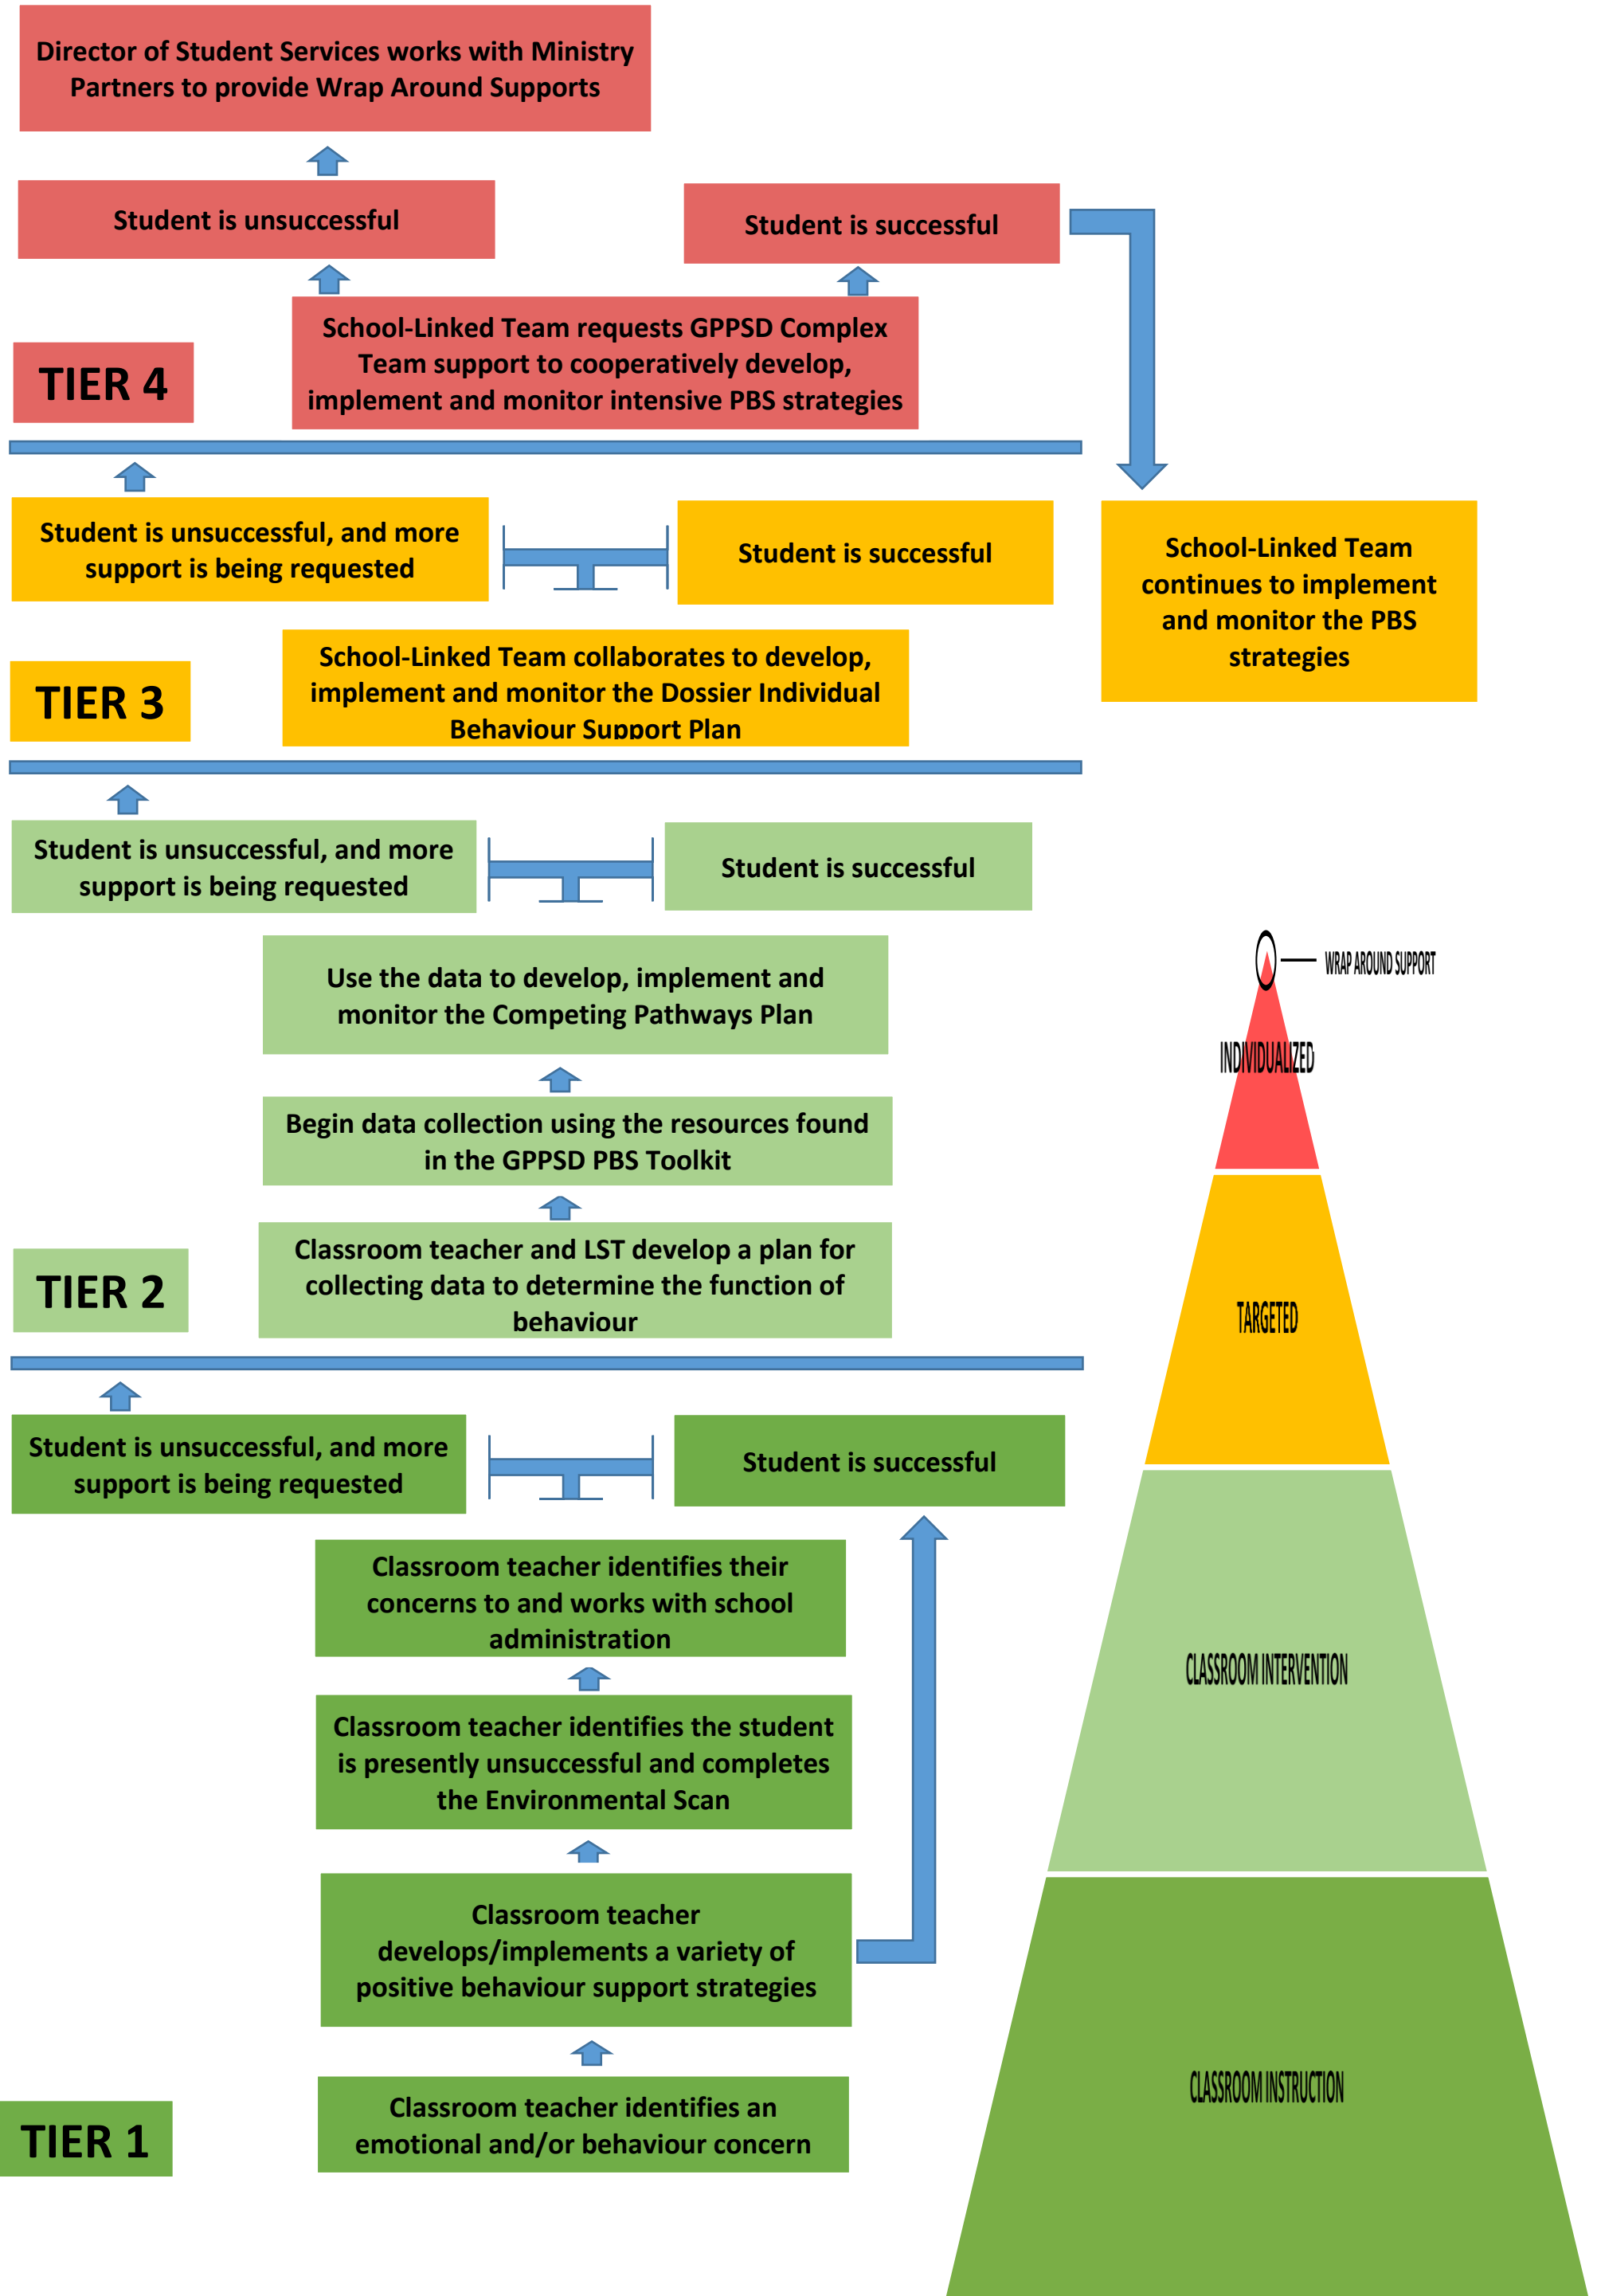 Director of Student Services works with Ministry
Partners to provide Wrap Around Supports
Student is unsuccessful
Student is successful
School-Linked Team requests GPPSD Complex
Team support to cooperatively develop,
implement and monitor intensive PBS strategies
TIER 4
Student is unsuccessful, and more
support is being requested
Student is successful
School-Linked Team
continues to implement
and monitor the PBS
strategies
School-Linked Team collaborates to develop,
implement and monitor the Dossier Individual
Behaviour Support Plan
TIER 3
Student is unsuccessful, and more
support is being requested
Student is successful
Use the data to develop, implement and
monitor the Competing Pathways Plan
Begin data collection using the resources found
in the GPPSD PBS Toolkit
Classroom teacher and LST develop a plan for
collecting data to determine the function of
behaviour
TIER 2
Student is unsuccessful, and more
support is being requested
Student is successful
Classroom teacher identifies their
concerns to and works with school
administration
Classroom teacher identifies the student
is presently unsuccessful and completes
the Environmental Scan
Classroom teacher
develops/implements a variety of
positive behaviour support strategies
Classroom teacher identifies an
emotional and/or behaviour concern
TIER 1
WRAP AROUND SUPPORT
INDIVIDUALIZED
TARGETED
CLASSROOM INTERVENTION
CLASSROOM INSTRUCTION